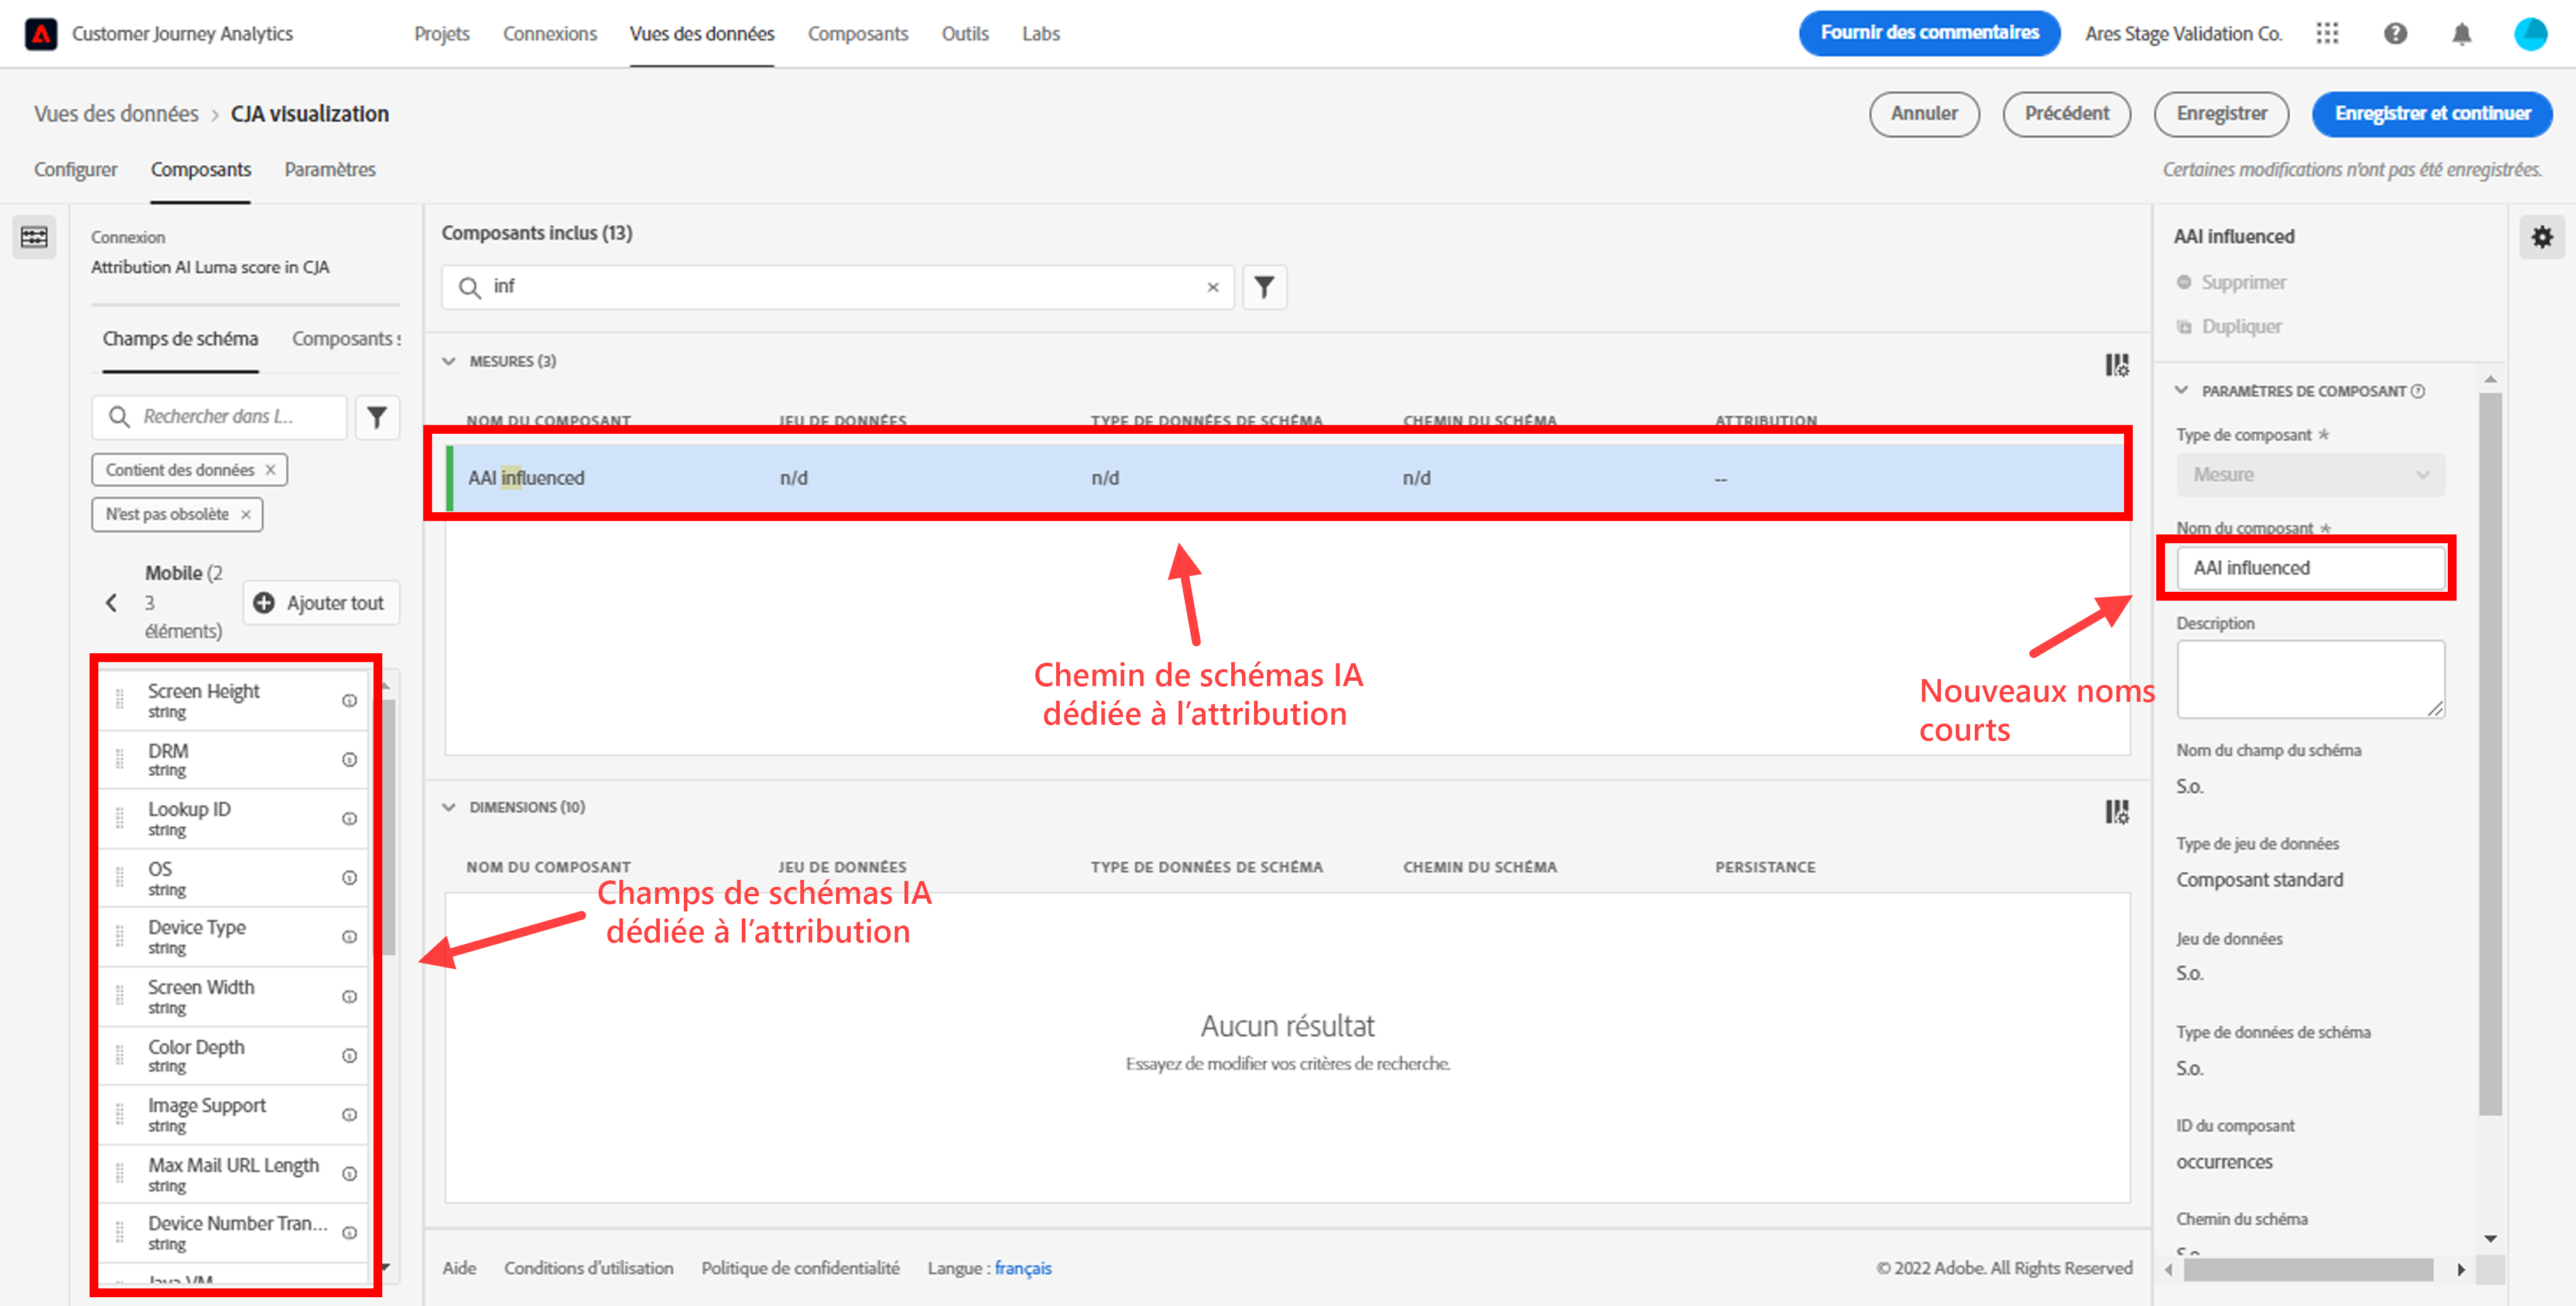 Customer Journey Analytics
Projets
Connexions
Vues des données
Composants
Outils
Labs
Fournir des commentaires
Ares Stage Validation Co.
Vues des données > CJA visualization
Annuler
Précédent
Enregistrer
Enregistrer et continuer
Configurer
Composants
Paramètres
Certaines modifications n'ont pas été enregistrées.
Connexion
Attribution AI Luma score in CJA
Champs de schéma
Composants s
Rechercher dans l...
Contient des données ×
N'est pas obsolète ×
Mobile (2
3
éléments)
Ajouter tout
Screen Height
string
DRM
string
Lookup ID
string
OS
string
Device Type
string
Screen Width
string
Color Depth
string
Image Support
string
Max Mail URL Length
string
Device Number Tran...
string
Java VM
Composants inclus (13)
inf
MESURES (3)
NOM DU COMPOSANT
JEU DE DONNÉES
TYPE DE DONNÉES DE SCHÉMA
CHEMIN DU SCHÉMA
ATTRIBUTION
AAI influenced
n/d
n/d
n/d
--
Chemin de schémas IA
dédiée à l'attribution
DIMENSIONS (10)
NOM DU COMPOSANT
JEU DE DONNÉES
TYPE DE DONNÉES DE SCHÉMA
CHEMIN DU SCHÉMA
PERSISTANCE
Champs de schémas IA
dédiée à l'attribution
Aucun résultat
Essayez de modifier vos critères de recherche.
Aide
Conditions d'utilisation
Politique de confidentialité
Langue : français
© 2022 Adobe. All Rights Reserved
AAI influenced
Supprimer
Dupliquer
PARAMÈTRES DE COMPOSANT
Type de composant *
Mesure
Nom du composant *
AAI influenced
Nouveaux noms
courts
Description
Nom du champ du schéma
S.o.
Type de jeu de données
Composant standard
Jeu de données
S.o.
Type de données de schéma
S.o.
ID du composant
occurrences
Chemin du schéma
S.o.